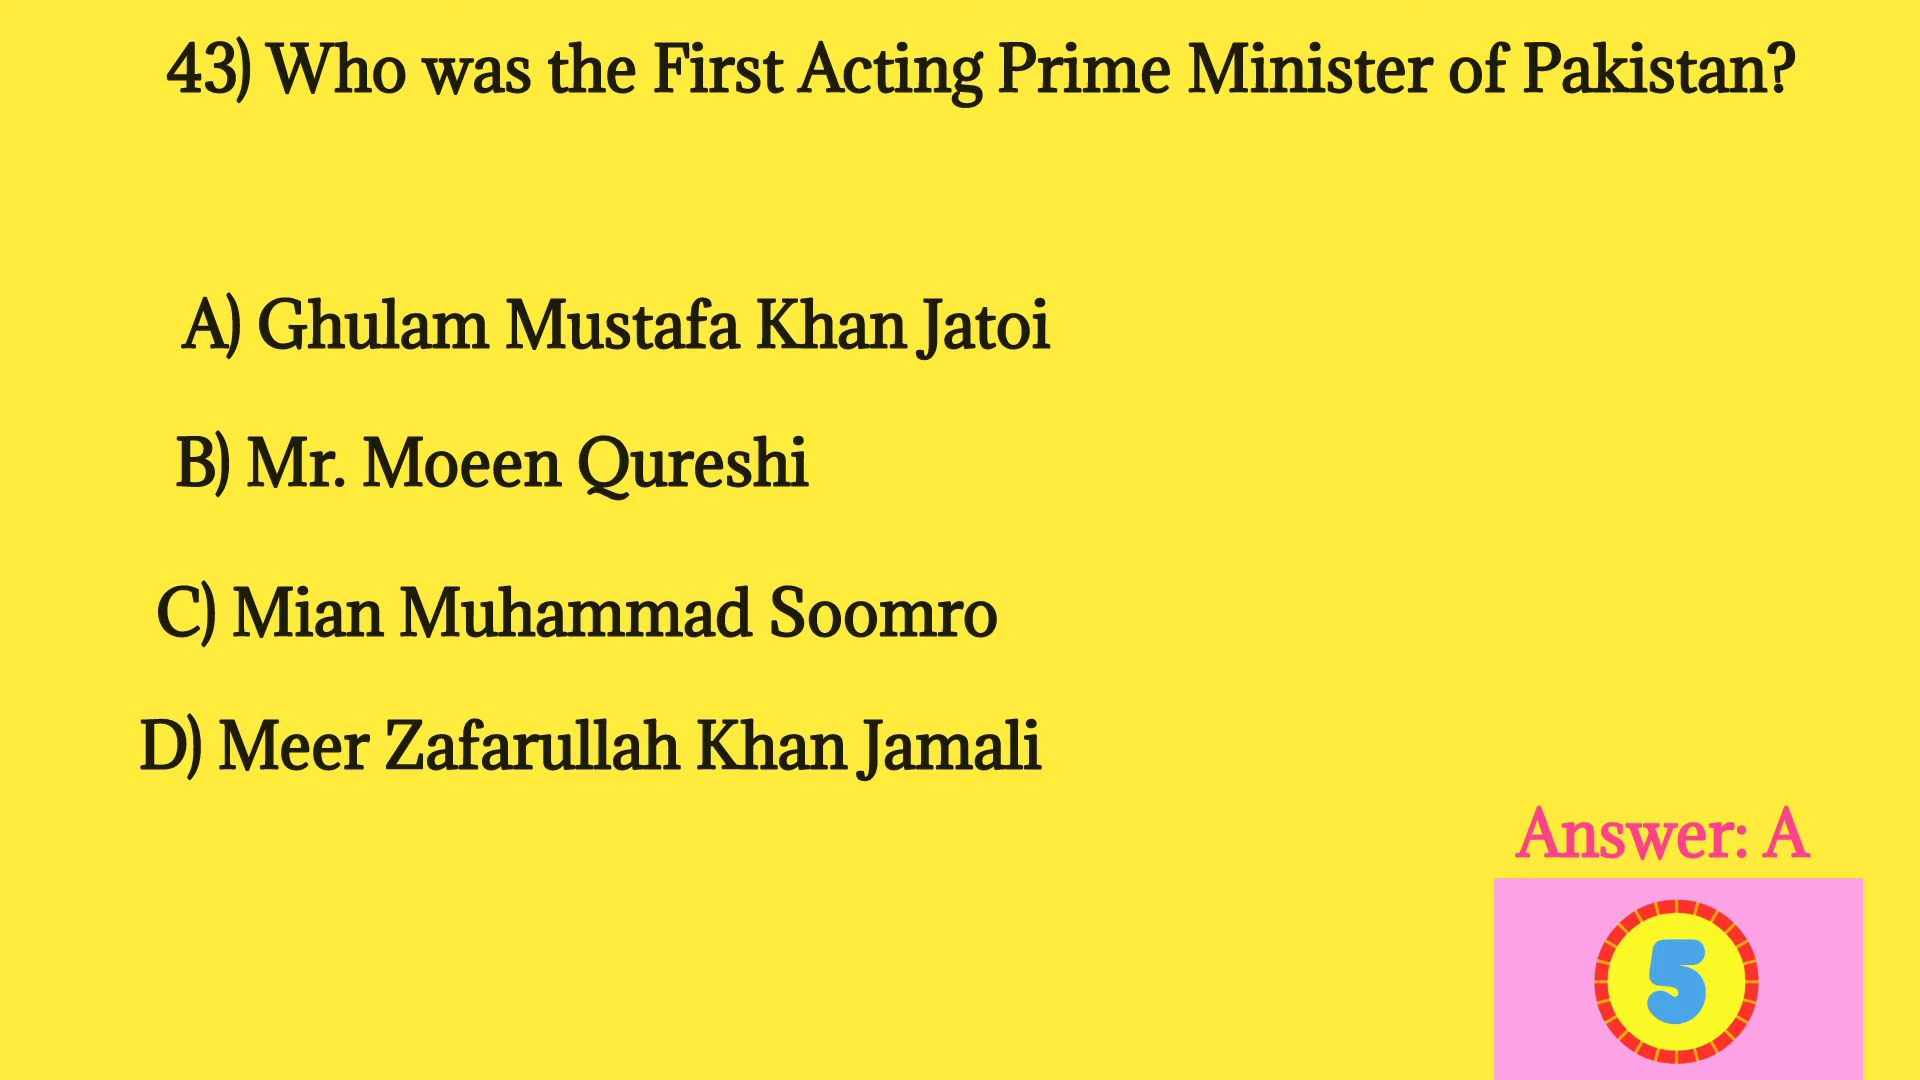 43) Who was the First Acting Prime Minister of Pakistan?
A) Ghulam Mustafa Khan Jatoi
B) Mr. Moeen Qureshi
C) Mian Muhammad Soomro
D) Meer Zafarullah Khan Jamali
Answer: A
5